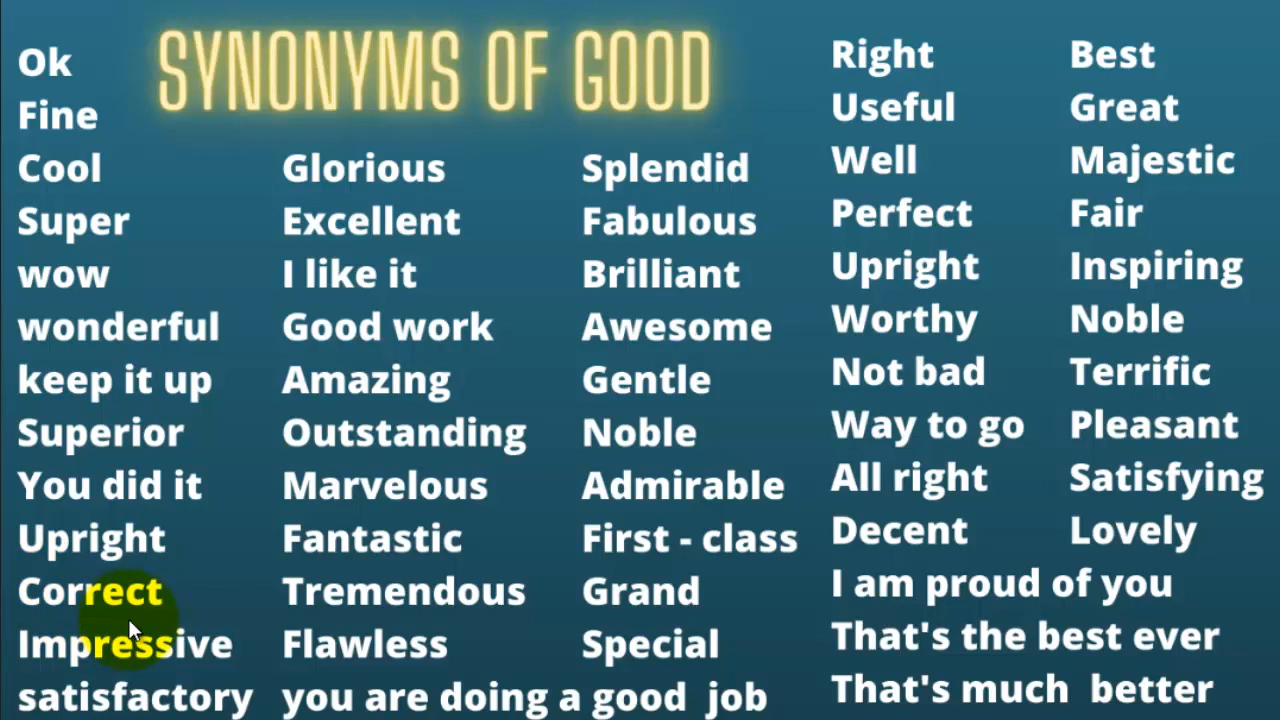 SYNONYMS OF GOOD
Ok
Fine
Cool
Super
wow
wonderful
keep it up
Superior
You did it
Upright
Correct
Impressive
satisfactory
Glorious
Excellent
I like it
Good work
Amazing
Outstanding
Marvelous
Fantastic
Tremendous
Flawless
you are doing a good job
Splendid
Fabulous
Brilliant
Awesome
Gentle
Noble
Admirable
First - class
Grand
Special
Right
Useful
Well
Perfect
Upright
Worthy
Not bad
Way to go
All right
Decent
I am proud of you
That's the best ever
That's much better
Best
Great
Majestic
Fair
Inspiring
Noble
Terrific
Pleasant
Satisfying
Lovely